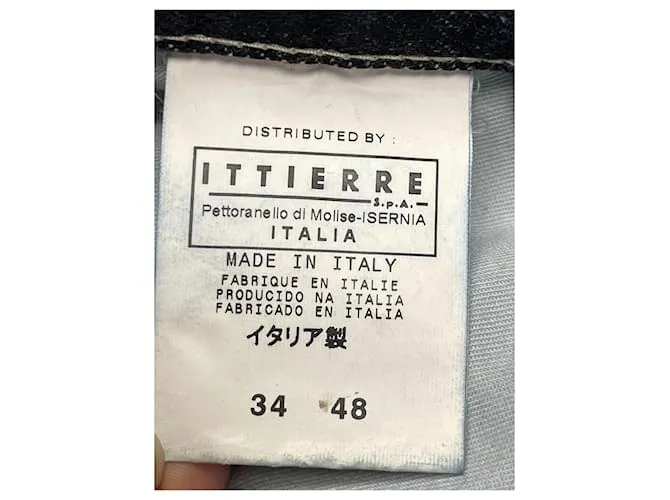 DISTRIBUTED BY :
ITTIERRE
S.p.A.
Pettoranello di Molise-ISERNIA
ITALIA
MADE IN ITALY
FABRIQUE EN ITALIE
PRODUCIDO NA ITALIA
FABRICADO EN ITALIA
イタリア製
34 48